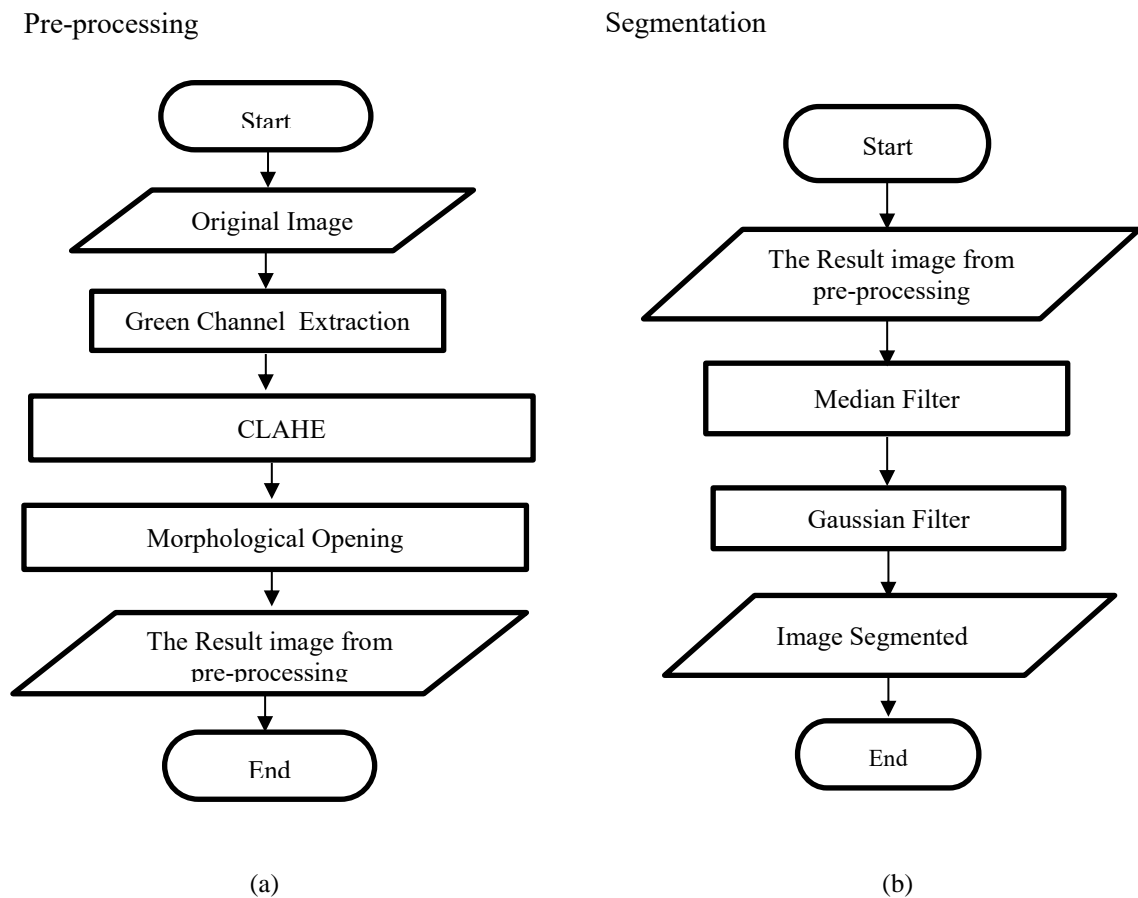 Pre-processing
Start
Original Image
Green Channel Extraction
CLAHE
Morphological Opening
The Result image from
pre-processing
End
(a)
Segmentation
Start
The Result image from
pre-processing
Median Filter
Gaussian Filter
Image Segmented
End
(b)